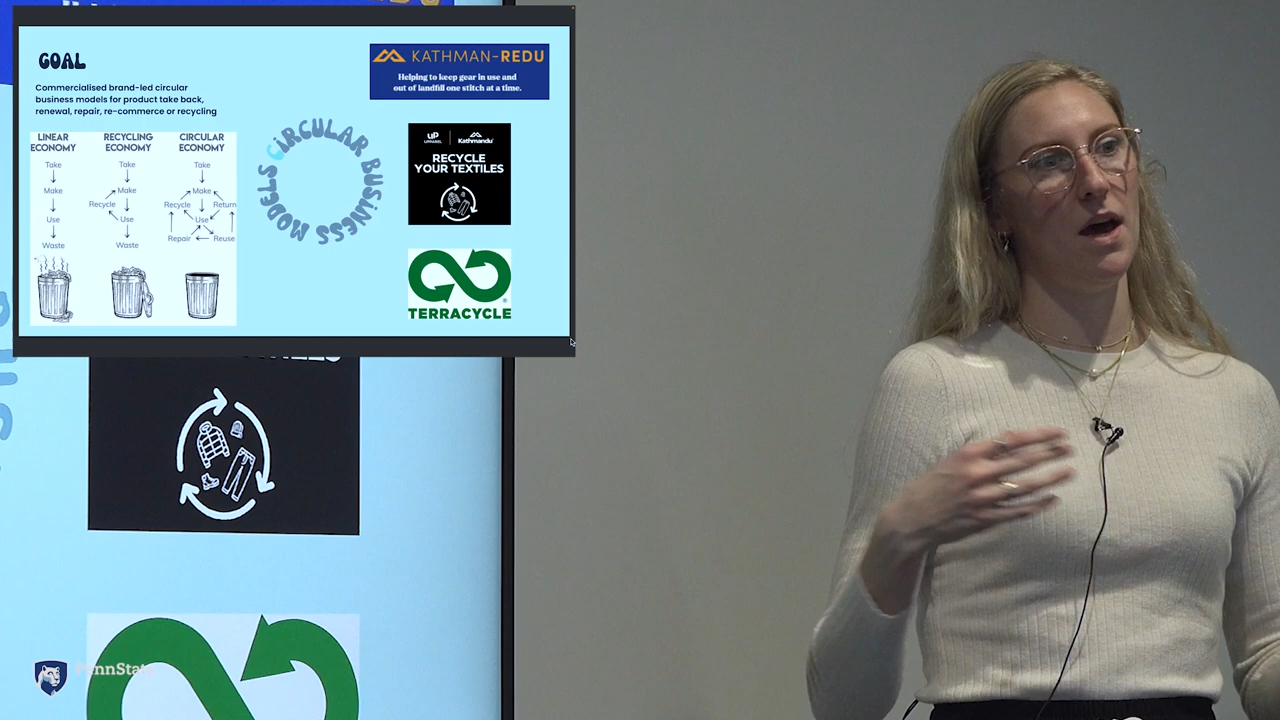 GOAL
Commercialised brand-led circular
business models for product take back,
renewal, repair, re-commerce or recycling
LINEAR
ECONOMY
Take
Make
Use
Waste
RECYCLING
ECONOMY
Take
Make
Recycle
Use
Waste
CIRCULAR
ECONOMY
Take
Make
Recycle
Return
Use
Repair
Reuse
CIRCULAR BUSINESS MODELS
KATHMAN-REDU
Helping to keep gear in use and
out of landfill one stitch at a time.
UP
UPPAREL
Kathmandu
RECYCLE
YOUR TEXTILES
TERRACYCLE
PennState